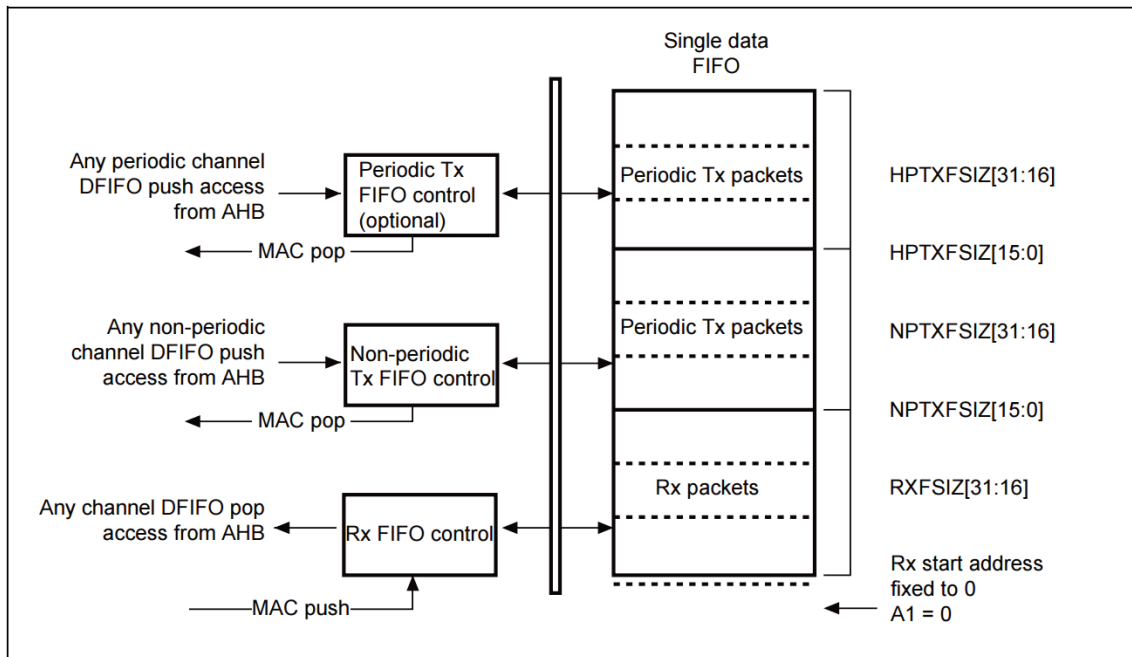 Single data
FIFO
Any periodic channel
DFIFO push access
from AHB
Periodic Tx
FIFO control
(optional)
Periodic Tx packets
HPTXFSIZ[31:16]
MAC pop
HPTXFSIZ[15:0]
Any non-periodic
channel DFIFO push
access from AHB
Non-periodic
Tx FIFO control
Periodic Tx packets
NPTXFSIZ[31:16]
MAC pop
NPTXFSIZ[15:0]
Any channel DFIFO pop
access from AHB
Rx FIFO control
Rx packets
RXFSIZ[31:16]
MAC push
Rx start address
fixed to 0
A1 = 0